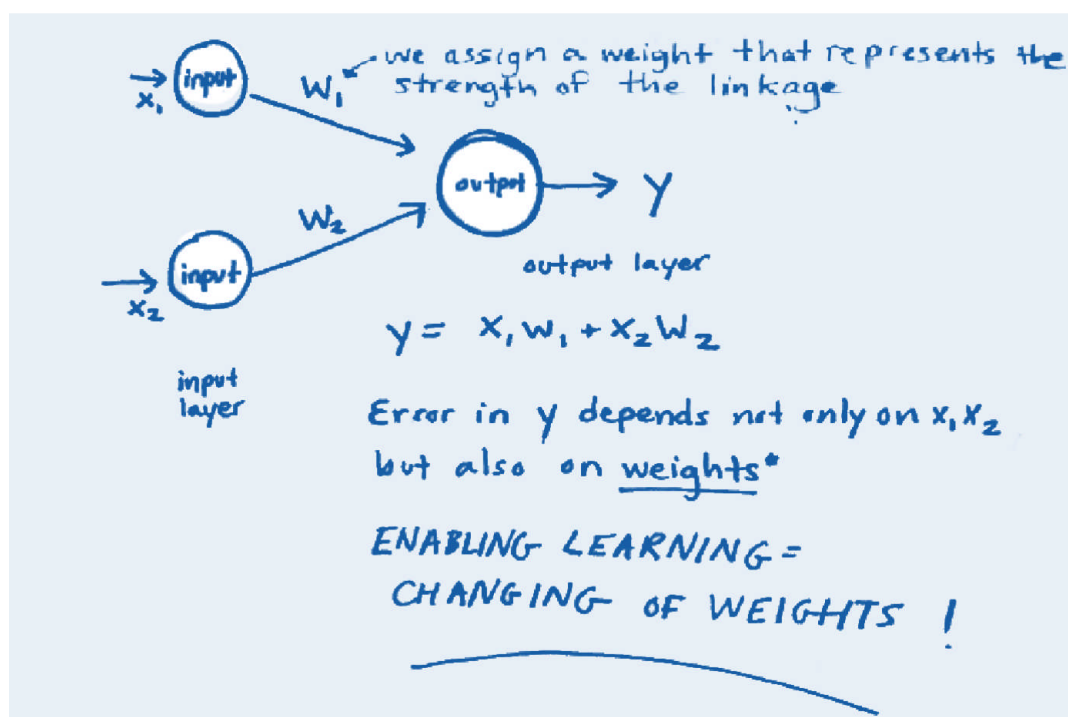 we assign a weight that represents the
strength of the linkage
input
x₁
W₁
output
Y
W₂
input
x₂
output layer
input
layer
y = x₁w₁ + x₂w₂
Error in y depends not only on x₁x₂
but also on weights*
ENABLING LEARNING =
CHANGING OF WEIGHTS !